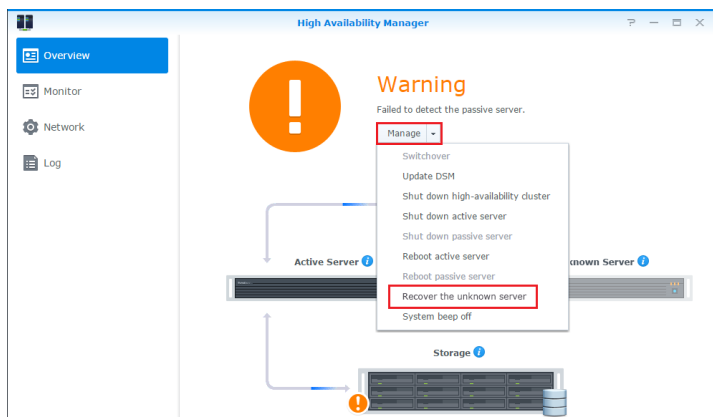 High Availability Manager
Overview
Monitor
Network
Log
Warning
Failed to detect the passive server.
Manage
Switchover
Update DSM
Shut down high-availability cluster
Shut down active server
Shut down passive server
Reboot active server
Reboot passive server
Recover the unknown server
System beep off
Active Server
known Server
Storage